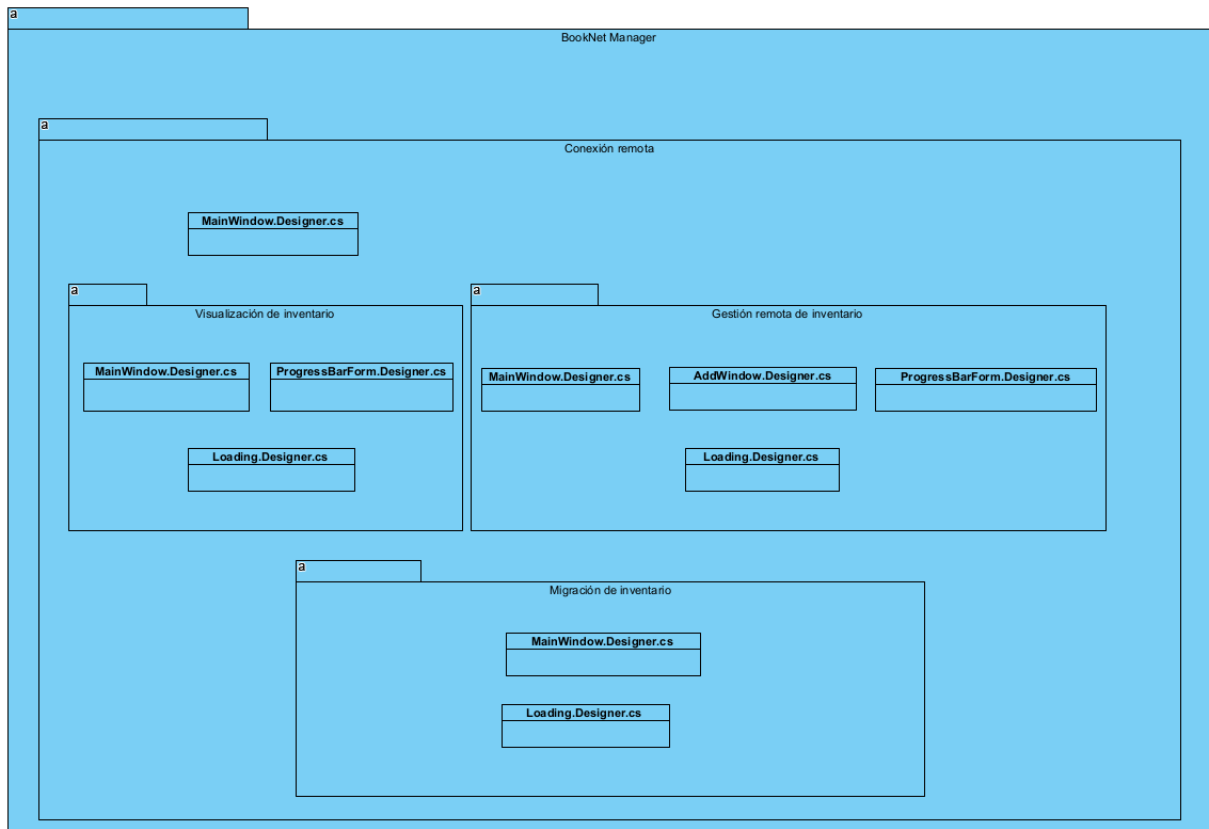 a
BookNet Manager
a
Conexión remota
MainWindow.Designer.cs
a
Visualización de inventario
MainWindow.Designer.cs
ProgressBarForm.Designer.cs
Loading.Designer.cs
a
Gestión remota de inventario
MainWindow.Designer.cs
AddWindow.Designer.cs
ProgressBarForm.Designer.cs
Loading.Designer.cs
a
Migración de inventario
MainWindow.Designer.cs
Loading.Designer.cs